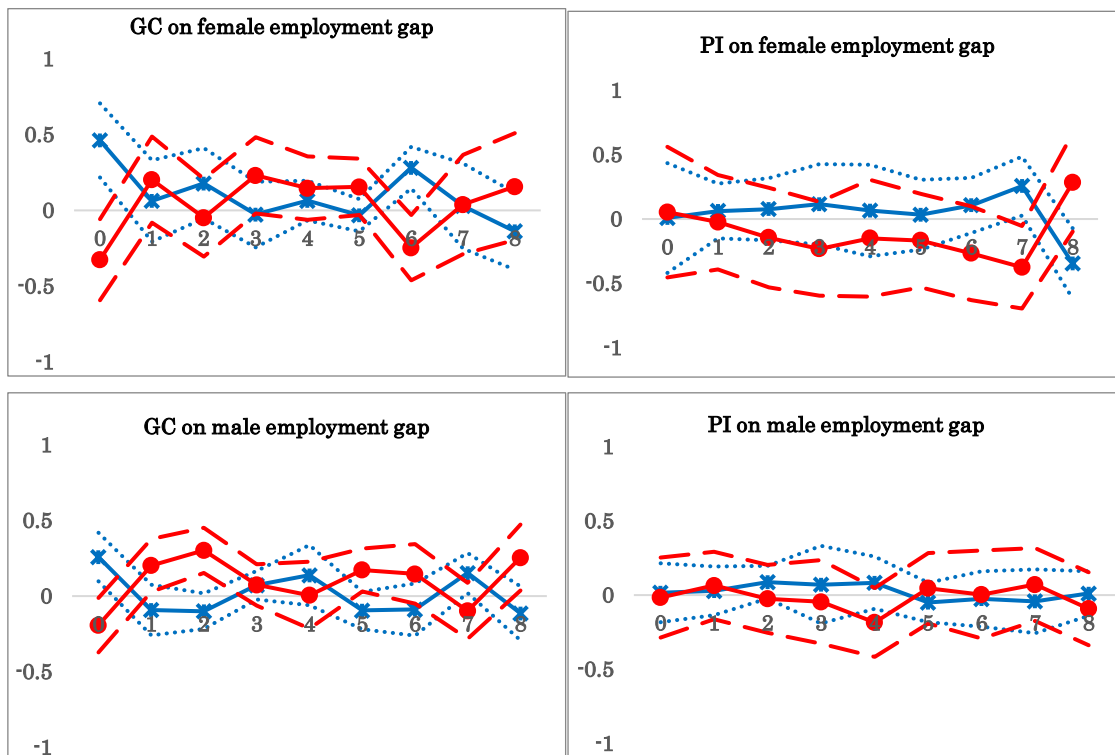 GC on female employment gap
1
0.5
0
-0.5
-1
0 1 2 3 4 5 6 7 8
PI on female employment gap
1
0.5
0
-0.5
-1
0 1 2 3 4 5 6 7 8
GC on male employment gap
1
0.5
0
-0.5
-1
0 1 2 3 4 5 6 7 8
PI on male employment gap
1
0.5
0
-0.5
-1
0 1 2 3 4 5 6 7 8